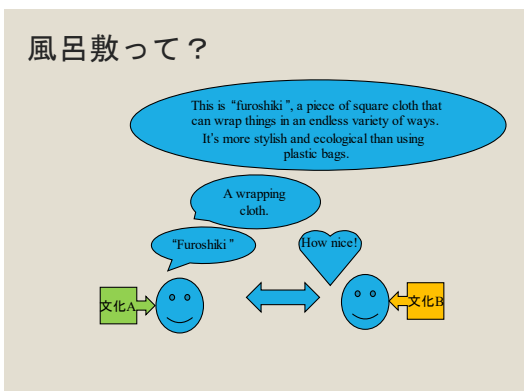 風呂敷って？
This is “furoshiki”, a piece of square cloth that
can wrap things in an endless variety of ways.
It's more stylish and ecological than using
plastic bags.
A wrapping
cloth.
“Furoshiki”
How nice!
文化A
文化B